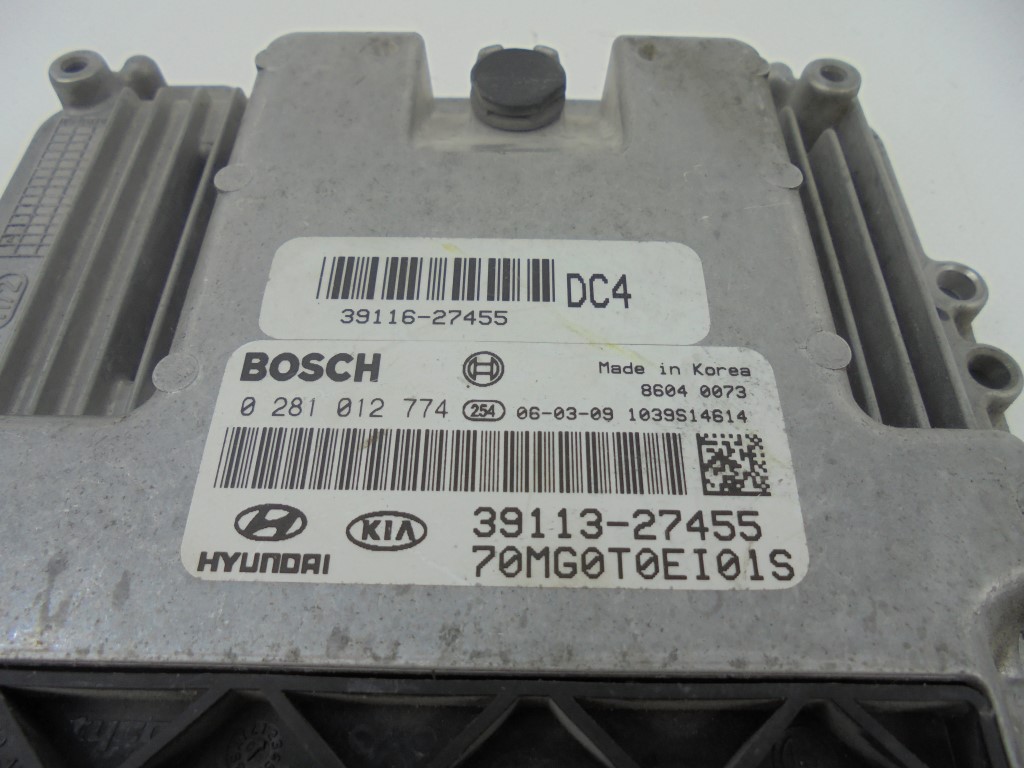 DC4
39116-27455
BOSCH
Made in Korea
8604 0073
0 281 012 774 254 06-03-09 1039S14614
HYUNDAI KIA 39113-27455
70MG0T0EI01S